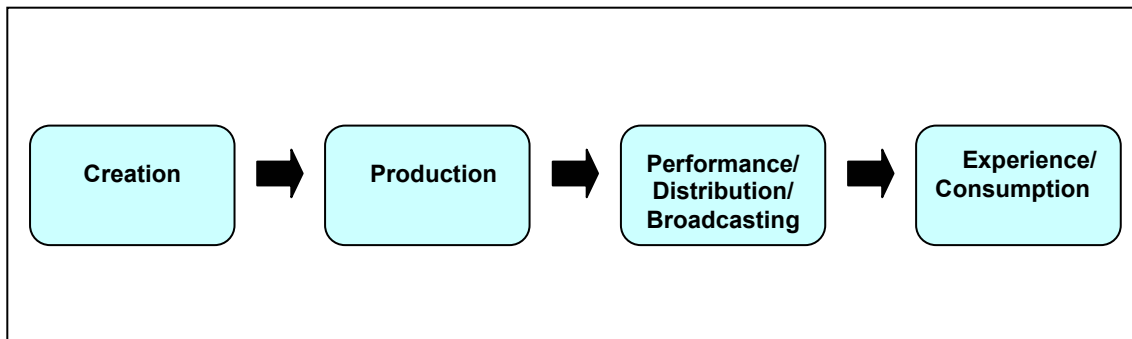 Creation
Production
Performance/
Distribution/
Broadcasting
Experience/
Consumption